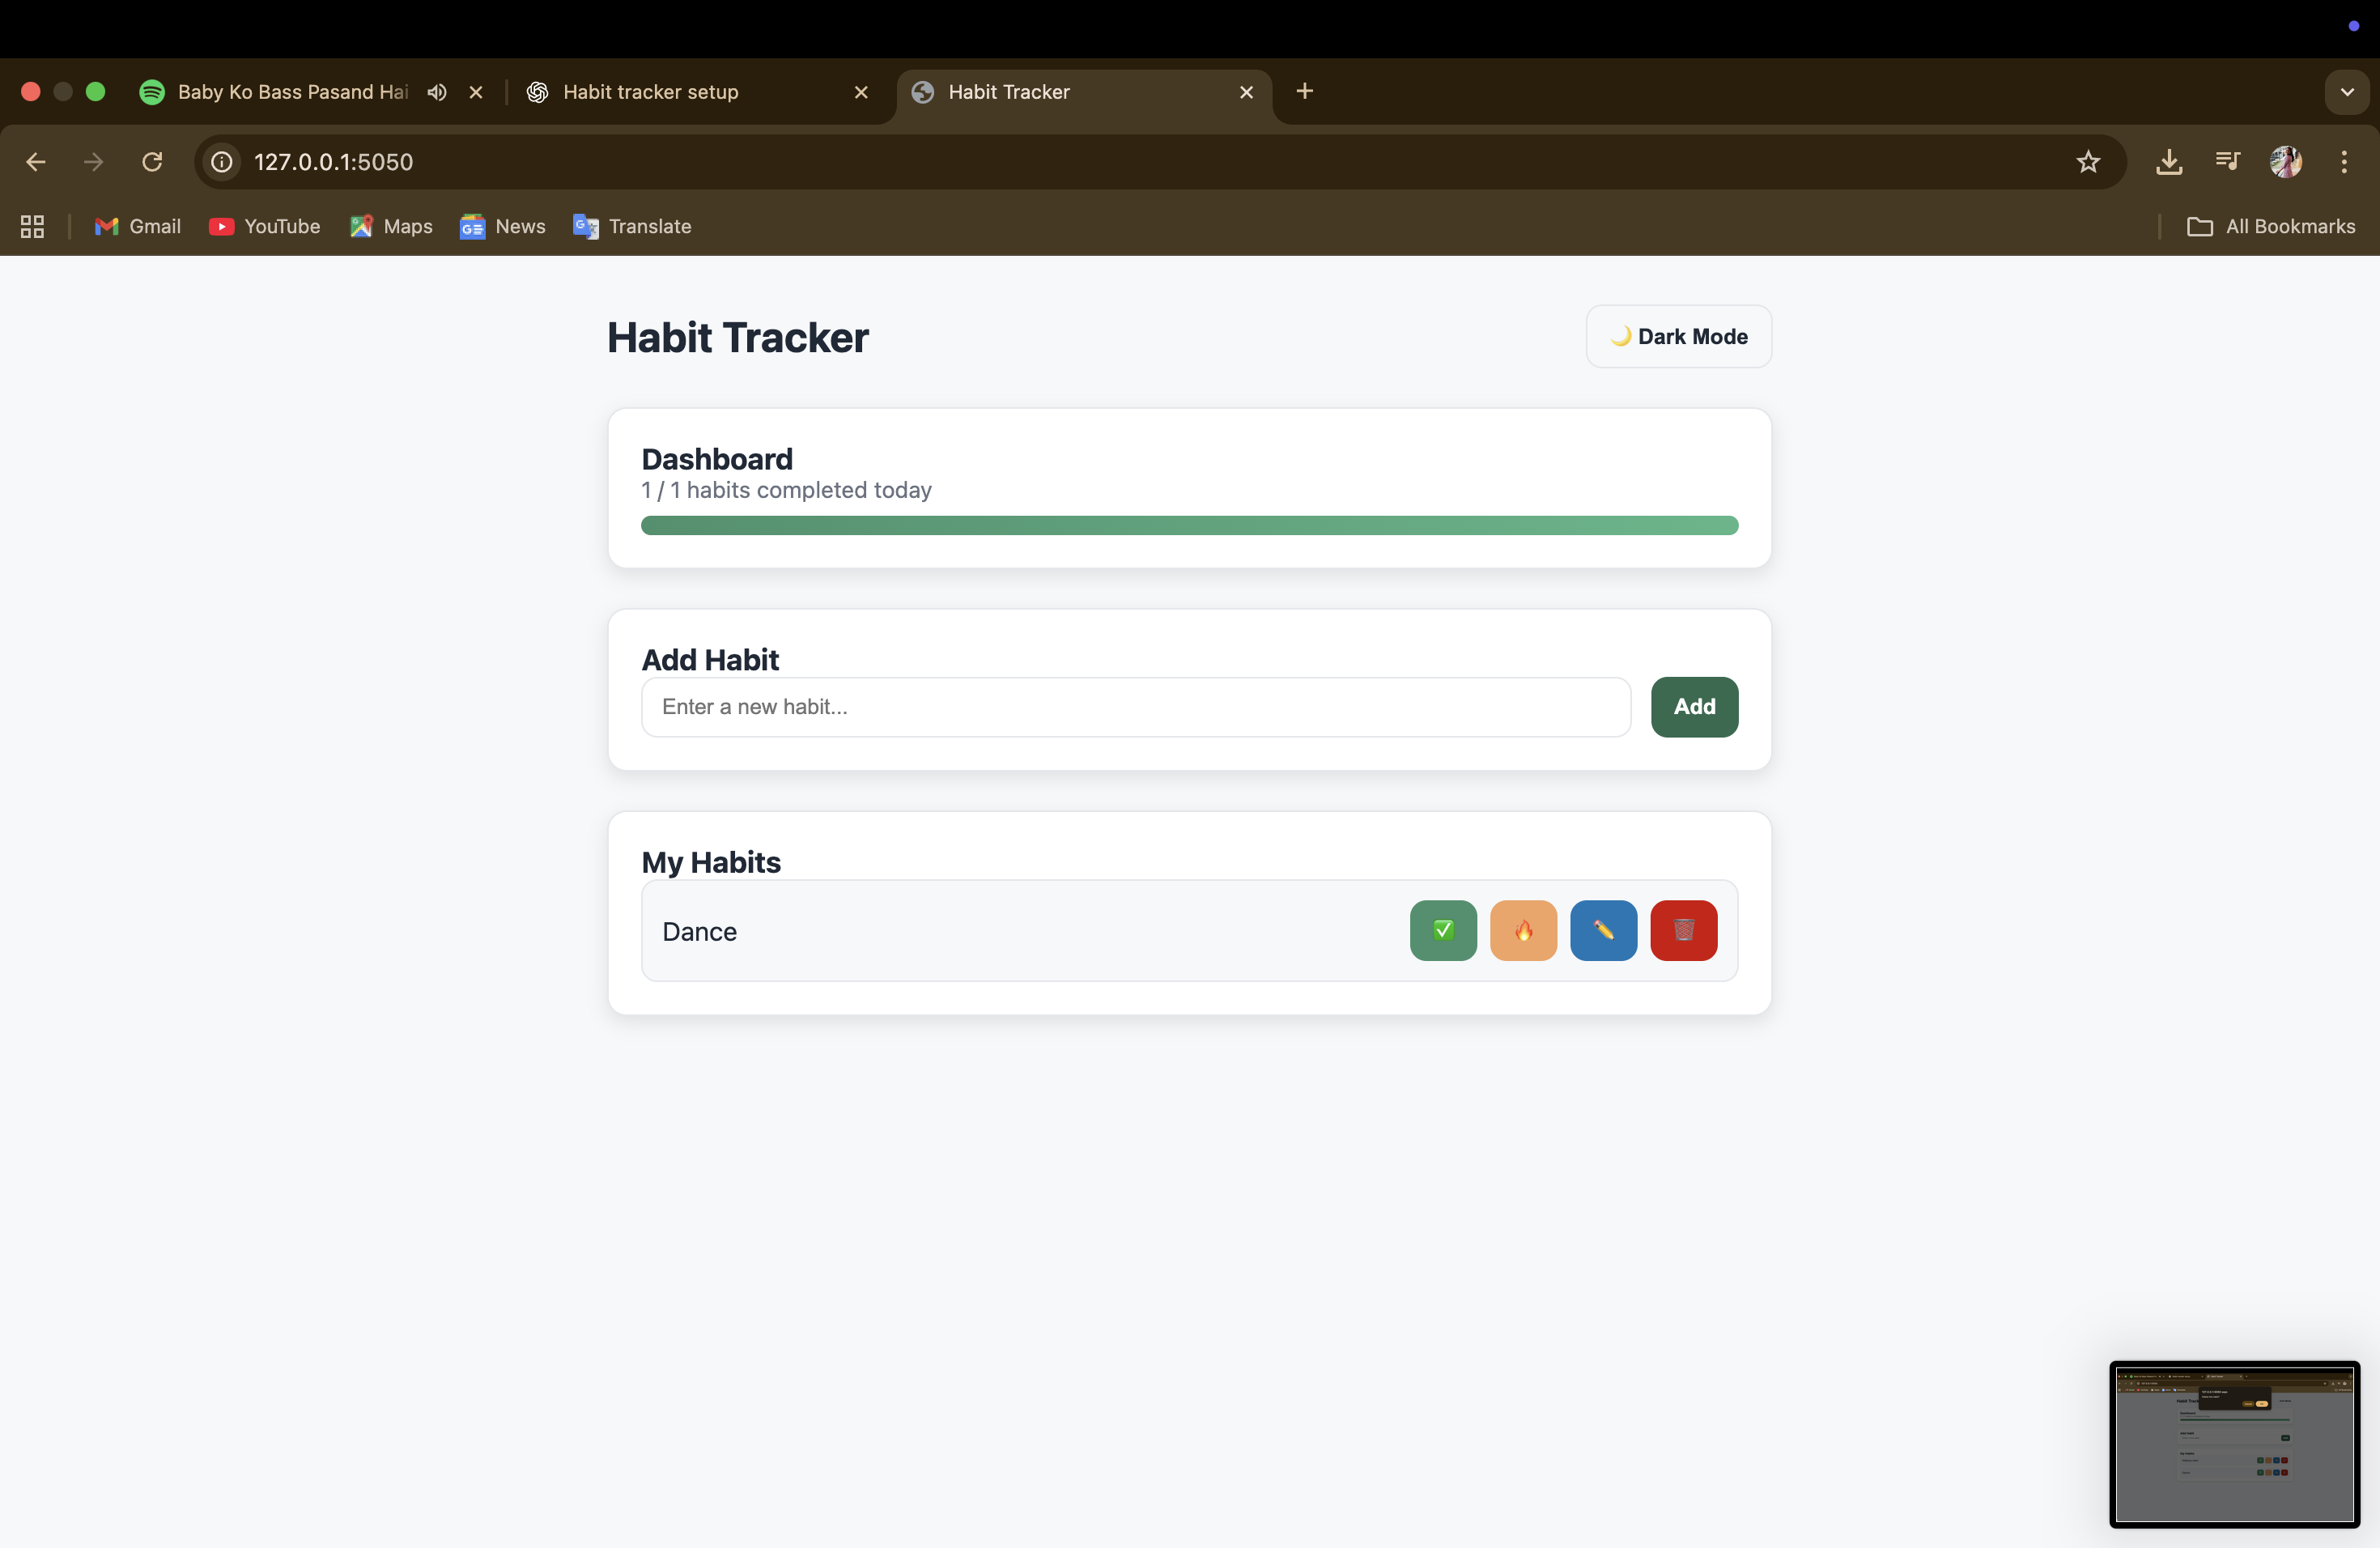 Baby Ko Bass Pasand Hai
Habit tracker setup
Habit Tracker
127.0.0.1:5050
Gmail
YouTube
Maps
News
Translate
All Bookmarks
Habit Tracker
🌙 Dark Mode
Dashboard
1 / 1 habits completed today
Add Habit
Enter a new habit...
Add
My Habits
Dance